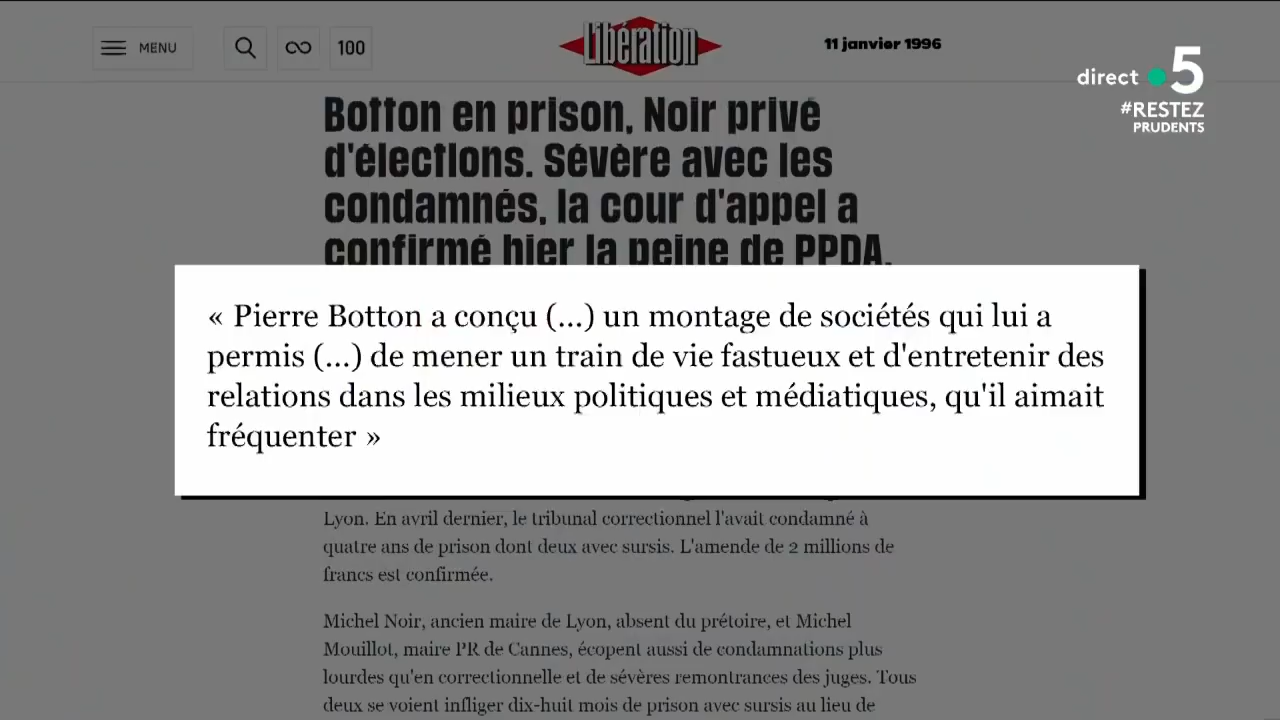 MENU
100
Libération
11 janvier 1996
direct 5
#RESTEZ
PRUDENTS
Botton en prison, Noir privé
d'élections. Sévère avec les
condamnés, la cour d'appel a
confirmé hier la peine de PPDA.
« Pierre Botton a conçu (...) un montage de sociétés qui lui a
permis (...) de mener un train de vie fastueux et d'entretenir des
relations dans les milieux politiques et médiatiques, qu'il aimait
fréquenter »
Lyon. En avril dernier, le tribunal correctionnel l'avait condamné à
quatre ans de prison dont deux avec sursis. L'amende de 2 millions de
francs est confirmée.
Michel Noir, ancien maire de Lyon, absent du prétoire, et Michel
Mouillot, maire PR de Cannes, écopent aussi de condamnations plus
lourdes qu'en correctionnelle et de sévères remontrances des juges. Tous
deux se voient infliger dix-huit mois de prison avec sursis au lieu de